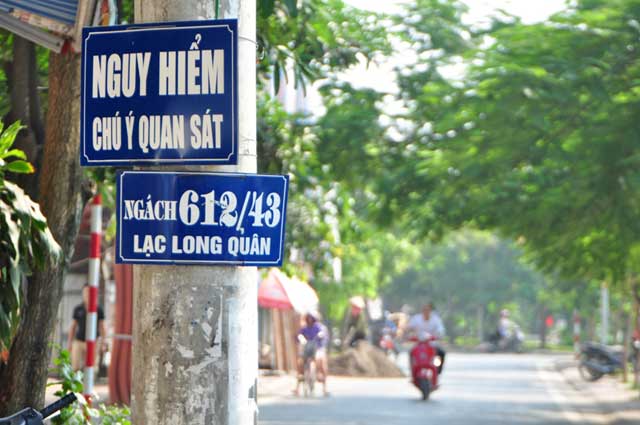 NGUY HIỂM
CHÚ Ý QUAN SÁT
NGÁCH 612/43
LẠC LONG QUÂN